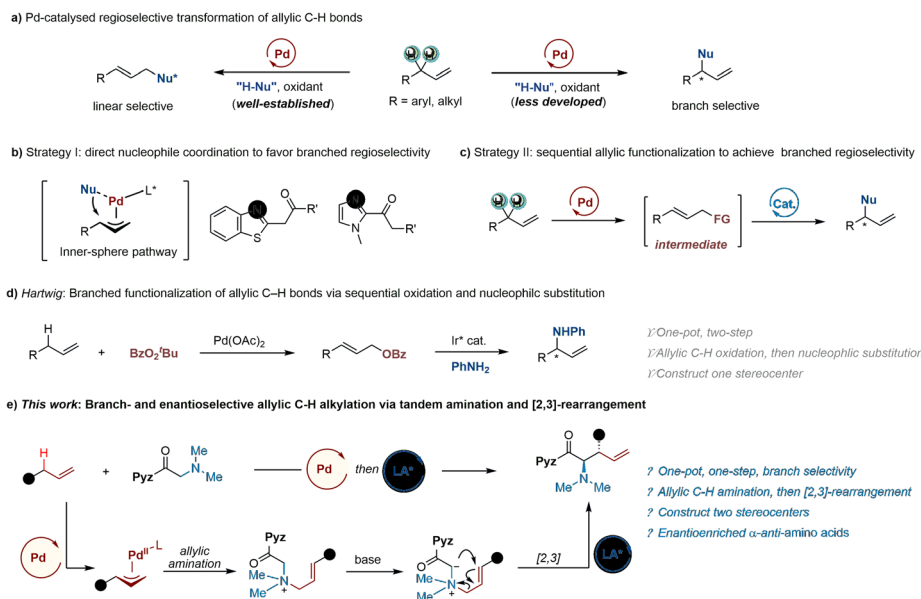 a) Pd-catalysed regioselective transformation of allylic C-H bonds
R
Nu*
linear selective
Pd
"H-Nu", oxidant
(well-established)
H H
R
R = aryl, alkyl
Pd
"H-Nu", oxidant
(less developed)
Nu
R
*
branch selective
b) Strategy I: direct nucleophile coordination to favor branched regioselectivity
Nu
Pd
L*
R
Inner-sphere pathway
N
S
O
R'
N
N
O
R'
c) Strategy II: sequential allylic functionalization to achieve branched regioselectivity
H H
R
Pd
R
FG
intermediate
Cat.
Nu
R
*
d) Hartwig: Branched functionalization of allylic C–H bonds via sequential oxidation and nucleophilc substitution
H
R
+
BzO₂ᵗBu
Pd(OAc)₂
R
OBz
Ir* cat.
PhNH₂
NHPh
R
*
One-pot, two-step
Allylic C-H oxidation, then nucleophlic substitution
Construct one stereocenter
e) This work: Branch- and enantioselective allylic C-H alkylation via tandem amination and [2,3]-rearrangement
H
+
O
Me
Pyz
N
Me
Pd
then
LA*
O
Pyz
Me
N
Me
? One-pot, one-step, branch selectivity
? Allylic C-H amination, then [2,3]-rearrangement
? Construct two stereocenters
? Enantioenriched α-anti-amino acids
Pd
Pdᴵᴵ
L
allylic
amination
Pyz
O
Me
N
+
Me
base
Pyz
O
-
Me
N
+
Me
[2,3]
LA*